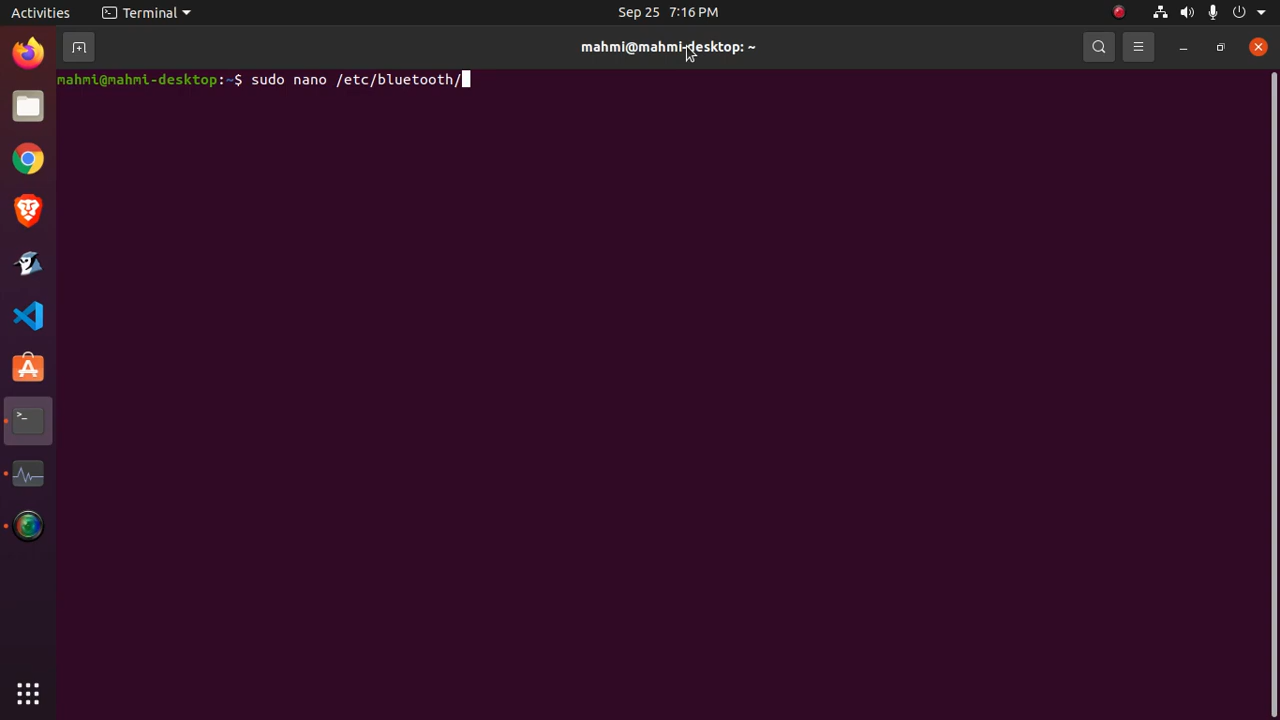 Activities
Terminal
Sep 25 7:16 PM
mahmi@mahmi-desktop: ~
mahmi@mahmi-desktop:~$ sudo nano /etc/bluetooth/